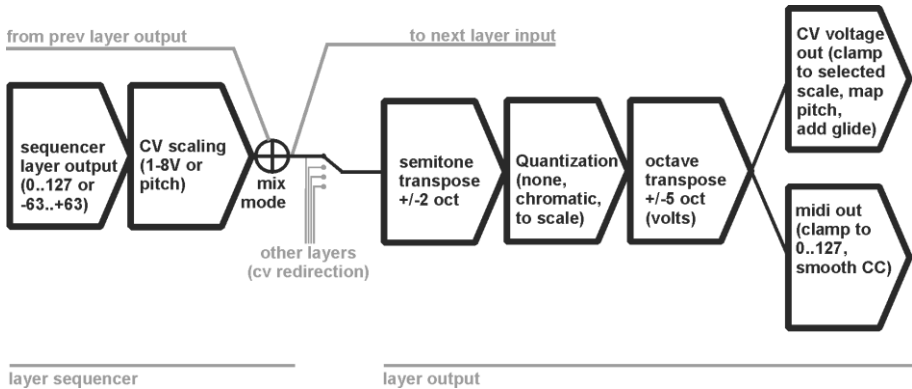 from prev layer output
to next layer input
sequencer
layer output
(0..127 or
-63..+63)
CV scaling
(1-8V or
pitch)
mix
mode
other layers
(cv redirection)
semitone
transpose
+/-2 oct
Quantization
(none,
chromatic,
to scale)
octave
transpose
+/-5 oct
(volts)
CV voltage
out (clamp
to selected
scale, map
pitch,
add glide)
midi out
(clamp to
0..127,
smooth CC)
layer sequencer
layer output